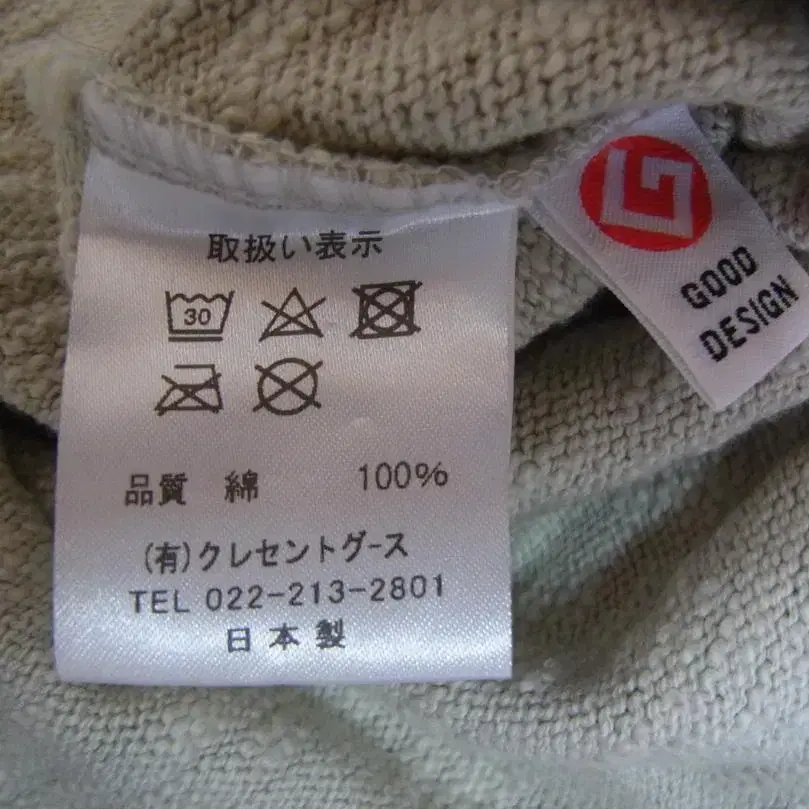 取扱い表示
30
品質 綿 100%
(有)クレセントグース
TEL 022-213-2801
日本製
G
GOOD
DESIGN